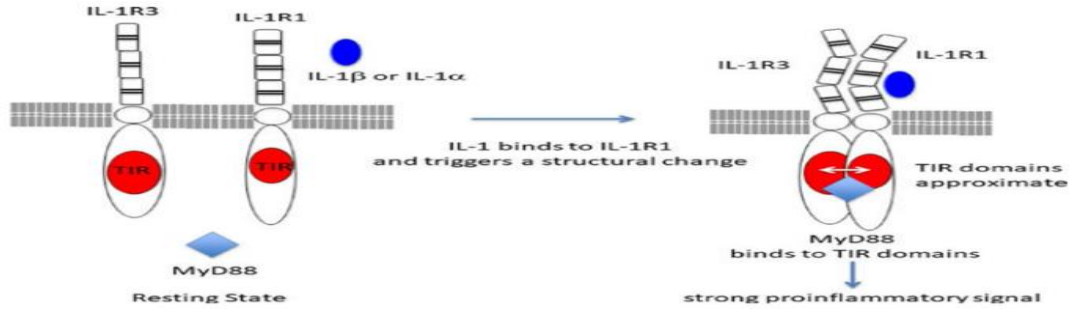 IL-1R3
IL-1R1
IL-1β or IL-1α
TIR
TIR
MyD88
Resting State
IL-1 binds to IL-1R1
and triggers a structural change
IL-1R3
IL-1R1
TIR domains
approximate
MyD88
binds to TIR domains
strong proinflammatory signal